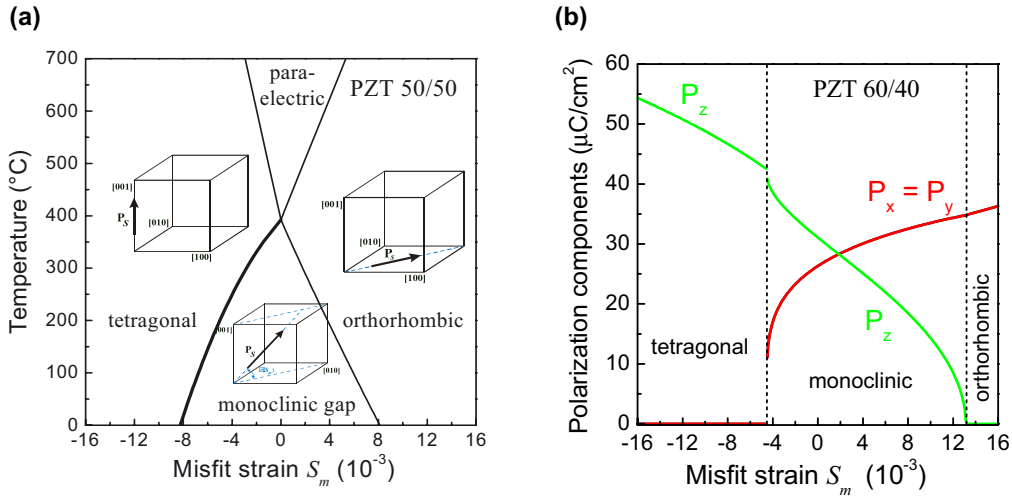 (a)
700
600
500
400
300
200
100
0
Temperature (°C)
para-
electric
PZT 50/50
[001]
P_S
[010]
[100]
[001]
[010]
P_S
[100]
tetragonal
orthorhombic
[001]
P_S
[010]
monoclinic gap
-16 -12 -8 -4 0 4 8 12 16
Misfit strain S_m (10^-3)
(b)
60
50
40
30
20
10
0
Polarization components (µC/cm^2)
PZT 60/40
P_z
P_x = P_y
P_z
tetragonal
monoclinic
orthorhombic
-16 -12 -8 -4 0 4 8 12 16
Misfit strain S_m (10^-3)